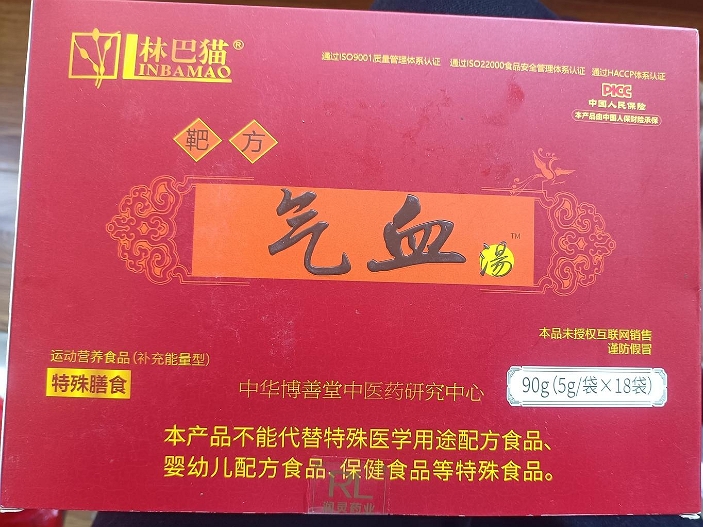 林巴猫®
LINBAMAO
通过ISO9001质量管理体系认证 通过ISO22000食品安全管理体系认证 通过HACCP体系认证
PICC
中国人民保险
本产品由中国人保财险承保
靶方
气血湯™
本品未授权互联网销售
谨防假冒
运动营养食品(补充能量型)
特殊膳食
中华博善堂中医药研究中心
90g(5g/袋×18袋)
本产品不能代替特殊医学用途配方食品、
婴幼儿配方食品、保健食品等特殊食品。
RL
润灵药业